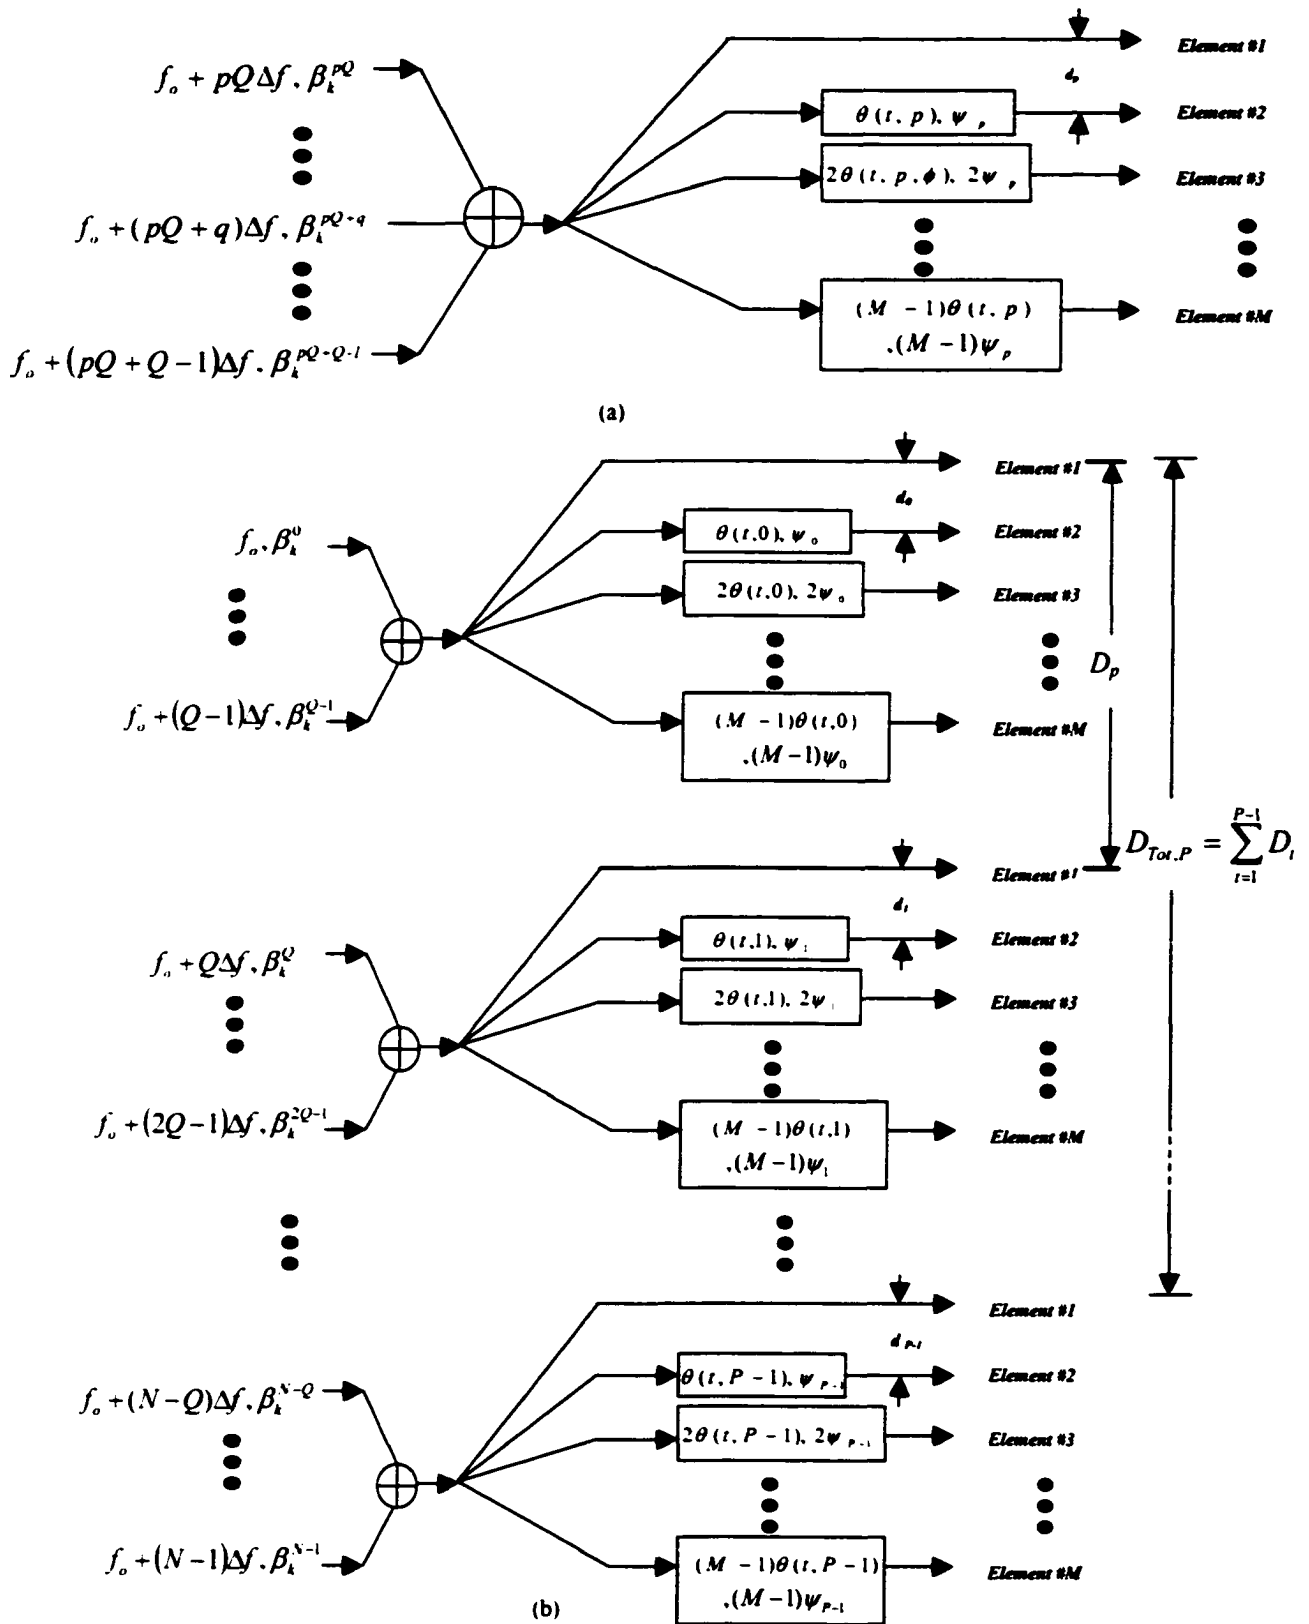 f_o + pQΔf, β_k^{pQ}
f_o + (pQ + q)Δf, β_k^{pQ+q}
f_o + (pQ + Q − 1)Δf, β_k^{pQ+Q-1}
θ(t, p), ψ_p
2θ(t, p, ϕ), 2ψ_p
(M − 1)θ(t, p)
,(M − 1)ψ_p
d_p
Element #1
Element #2
Element #3
Element #M
(a)
f_o, β_k^0
f_o + (Q − 1)Δf, β_k^{Q-1}
θ(t,0), ψ_0
2θ(t,0), 2ψ_0
(M − 1)θ(t,0)
,(M − 1)ψ_0
d_0
Element #1
Element #2
Element #3
Element #M
D_p
D_{Tot,P} = \sum_{t=1}^{P-1} D_t
f_o + QΔf, β_k^Q
f_o + (2Q − 1)Δf, β_k^{2Q-1}
θ(t,1), ψ_1
2θ(t,1), 2ψ_1
(M − 1)θ(t,1)
,(M − 1)ψ_1
d_1
Element #1
Element #2
Element #3
Element #M
f_o + (N − Q)Δf, β_k^{N-Q}
f_o + (N − 1)Δf, β_k^{N-1}
θ(t, P − 1), ψ_{P-1}
2θ(t, P − 1), 2ψ_{P-1}
(M − 1)θ(t, P − 1)
,(M − 1)ψ_{P-1}
d_{P-1}
Element #1
Element #2
Element #3
Element #M
(b)